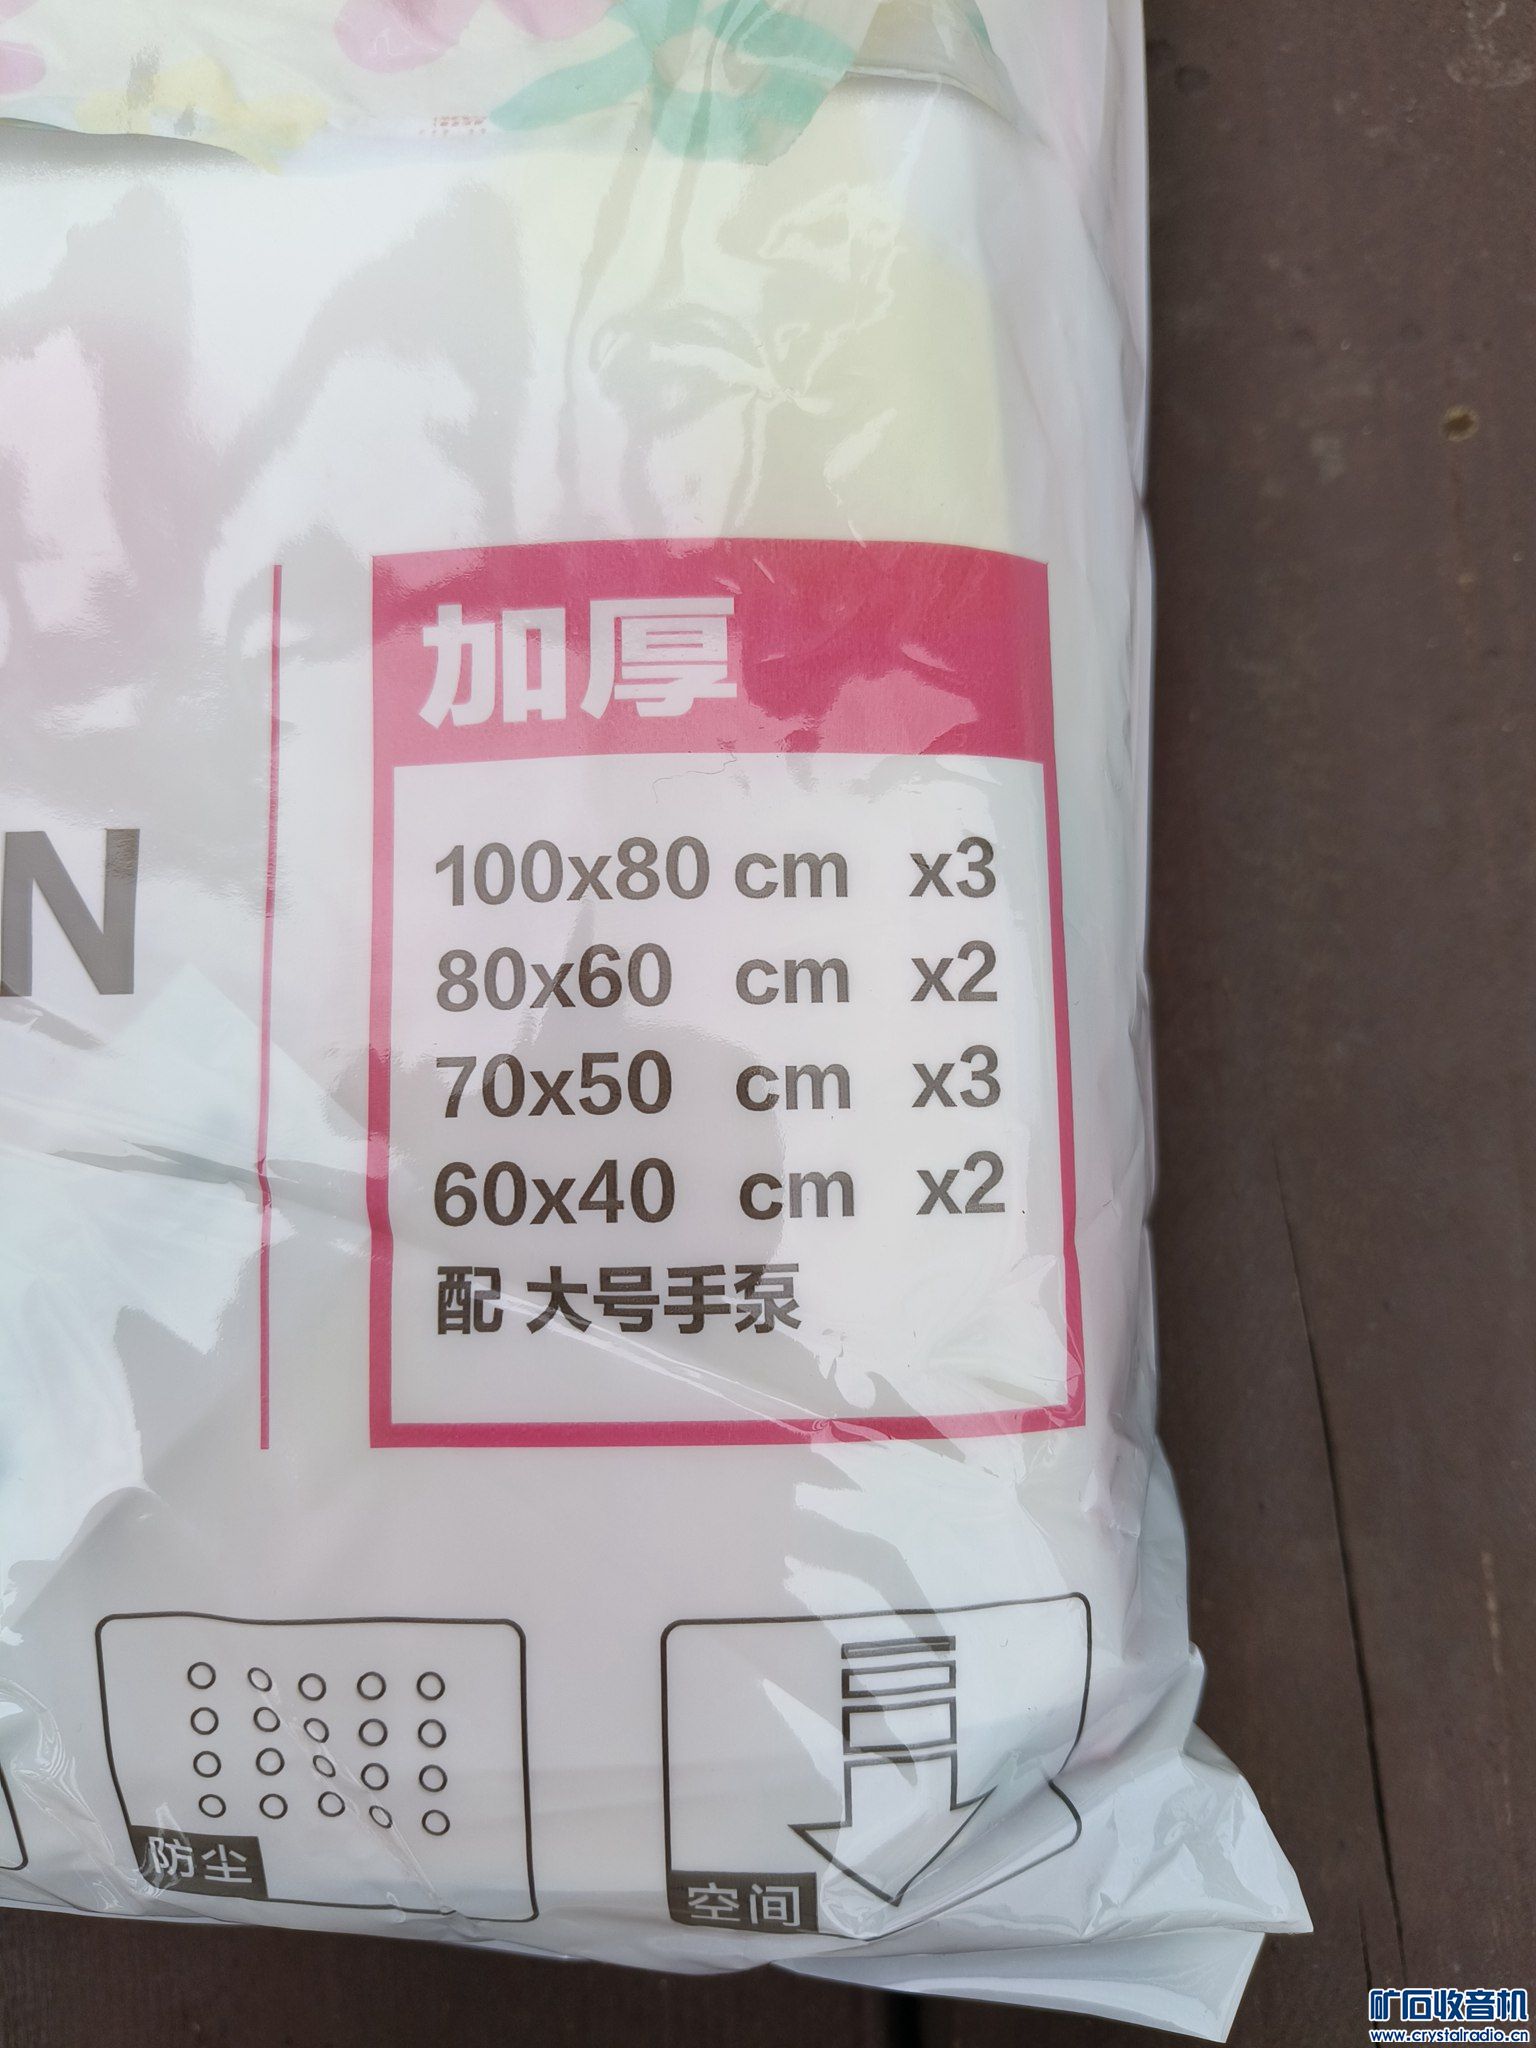 加厚
100x80 cm x3
80x60 cm x2
70x50 cm x3
60x40 cm x2
配 大号手泵
N
防尘
空间
矿石收音机
www.crystalradio.cn